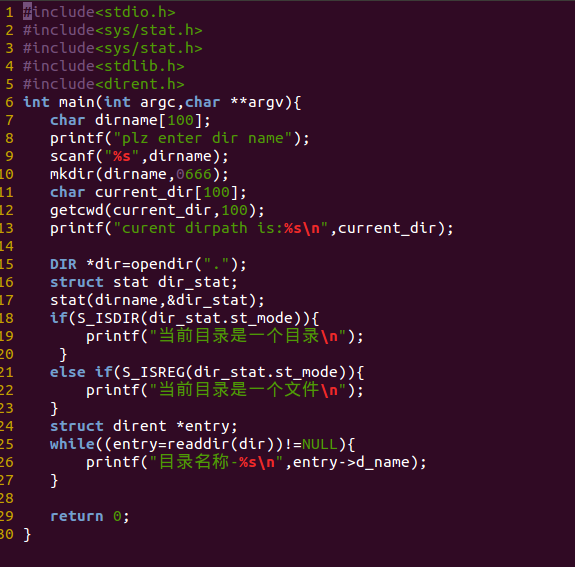 1 #include<stdio.h>
2 #include<sys/stat.h>
3 #include<sys/stat.h>
4 #include<stdlib.h>
5 #include<dirent.h>
6 int main(int argc,char **argv){
7    char dirname[100];
8    printf("plz enter dir name");
9    scanf("%s",dirname);
10    mkdir(dirname,0666);
11    char current_dir[100];
12    getcwd(current_dir,100);
13    printf("curent dirpath is:%s\n",current_dir);
14
15    DIR *dir=opendir(".");
16    struct stat dir_stat;
17    stat(dirname,&dir_stat);
18    if(S_ISDIR(dir_stat.st_mode)){
19        printf("当前目录是一个目录\n");
20     }
21    else if(S_ISREG(dir_stat.st_mode)){
22        printf("当前目录是一个文件\n");
23    }
24    struct dirent *entry;
25    while((entry=readdir(dir))!=NULL){
26        printf("目录名称-%s\n",entry->d_name);
27    }
28
29    return 0;
30 }